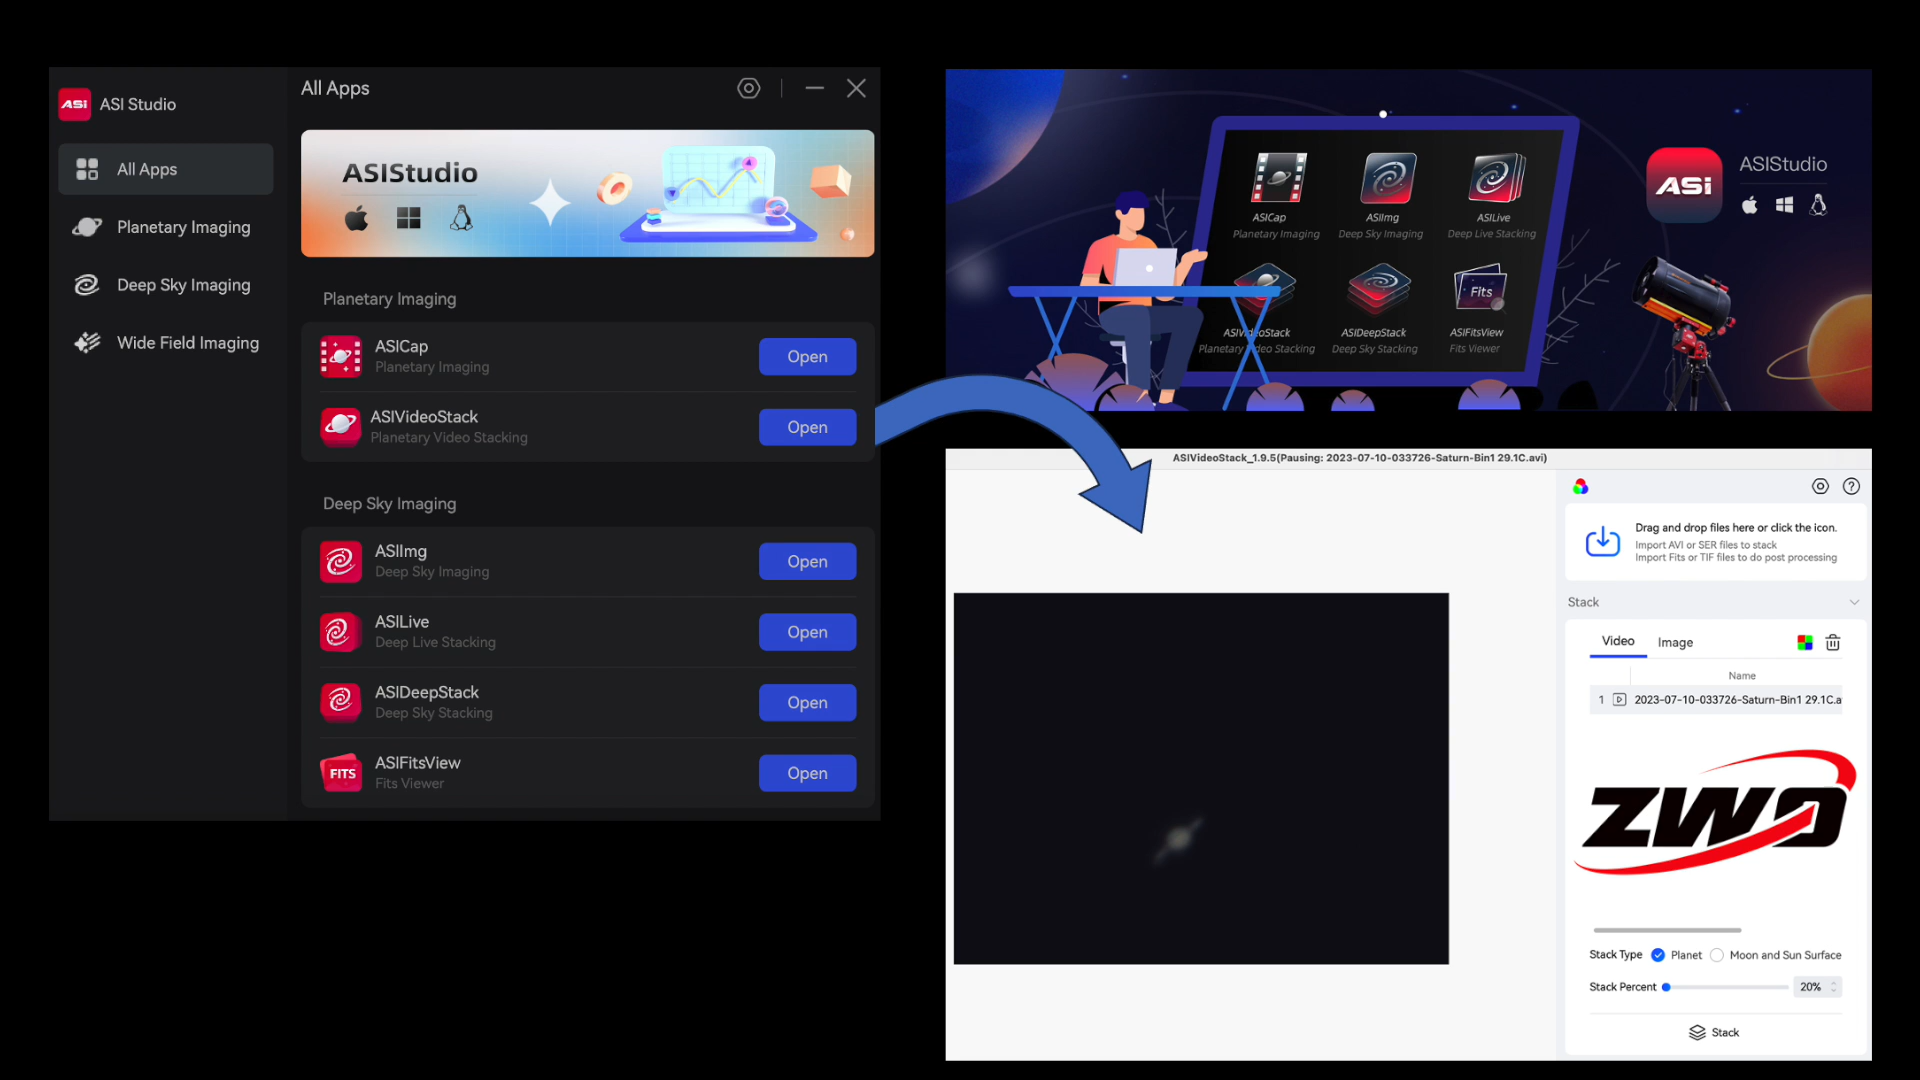 ASi ASI Studio
All Apps
Planetary Imaging
Deep Sky Imaging
Wide Field Imaging
All Apps
ASIStudio
Planetary Imaging
ASICap
Planetary Imaging
Open
ASIVideoStack
Planetary Video Stacking
Open
Deep Sky Imaging
ASIImg
Deep Sky Imaging
Open
ASILive
Deep Live Stacking
Open
ASIDeepStack
Deep Sky Stacking
Open
FITS
ASIFitsView
Fits Viewer
Open
ASICap
Planetary Imaging
ASIImg
Deep Sky Imaging
ASILive
Deep Live Stacking
Fits
ASIVideoStack
Planetary Video Stacking
ASIDeepStack
Deep Sky Stacking
ASIFitsView
Fits Viewer
ASi
ASIStudio
ASIVideoStack_1.9.5(Pausing: 2023-07-10-033726-Saturn-Bin1 29.1C.avi)
Drag and drop files here or click the icon.
Import AVI or SER files to stack
Import Fits or TIF files to do post processing
Stack
Video Image
Name
1 2023-07-10-033726-Saturn-Bin1 29.1C.a
ZWO
Stack Type Planet Moon and Sun Surface
Stack Percent 20%
Stack